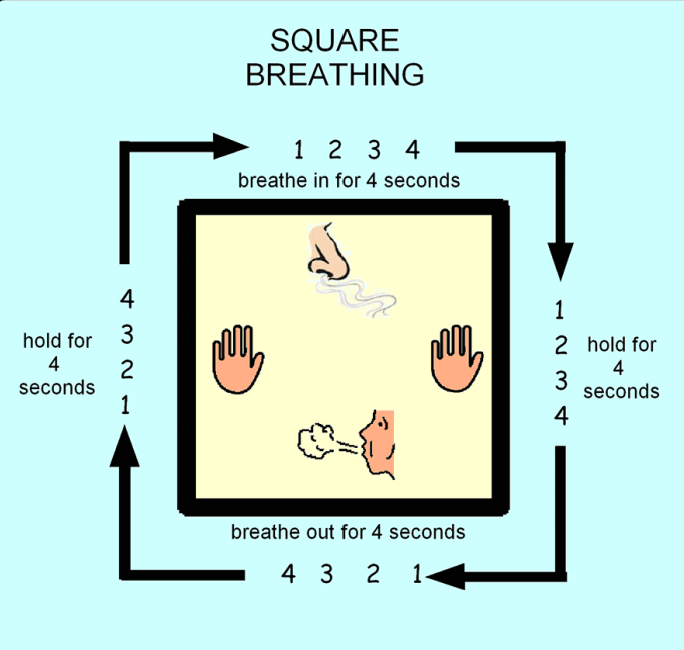 SQUARE
BREATHING
1 2 3 4
breathe in for 4 seconds
4
3
2
1
hold for
4
seconds
1
2
3
4
hold for
4
seconds
breathe out for 4 seconds
4 3 2 1